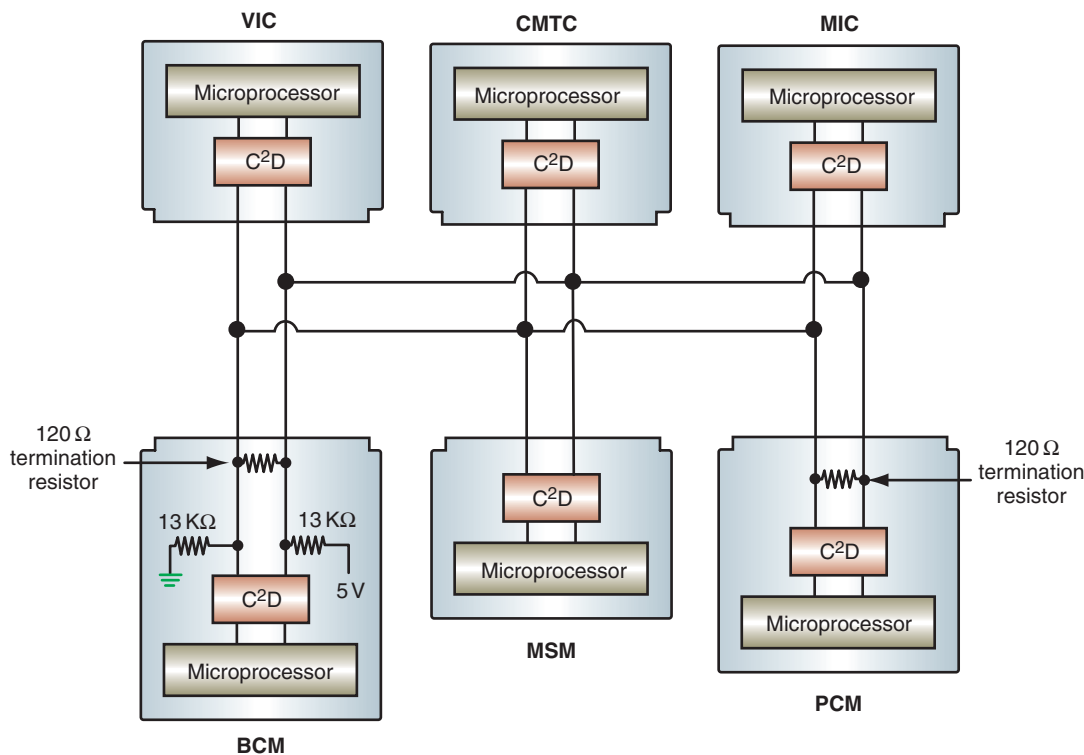 VIC
CMTC
MIC
Microprocessor
C²D
Microprocessor
C²D
Microprocessor
C²D
120 Ω
termination
resistor
13 KΩ
13 KΩ
5 V
C²D
Microprocessor
BCM
C²D
Microprocessor
MSM
120 Ω
termination
resistor
C²D
Microprocessor
PCM